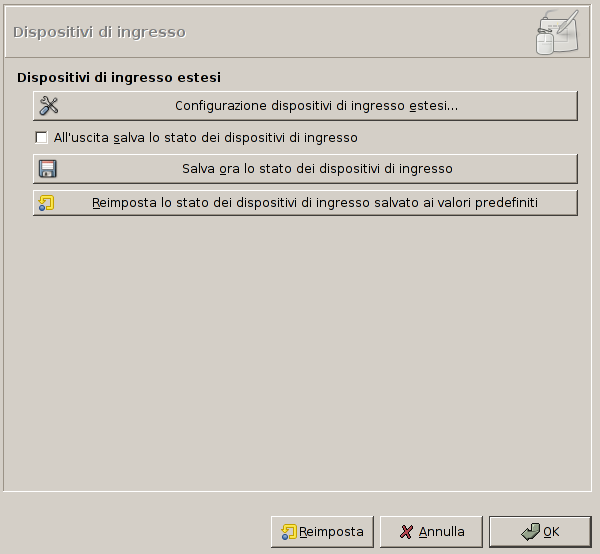 Dispositivi di ingresso
Dispositivi di ingresso estesi
Configurazione dispositivi di ingresso estesi...
All'uscita salva lo stato dei dispositivi di ingresso
Salva ora lo stato dei dispositivi di ingresso
Reimposta lo stato dei dispositivi di ingresso salvato ai valori predefiniti
Reimposta Annulla OK